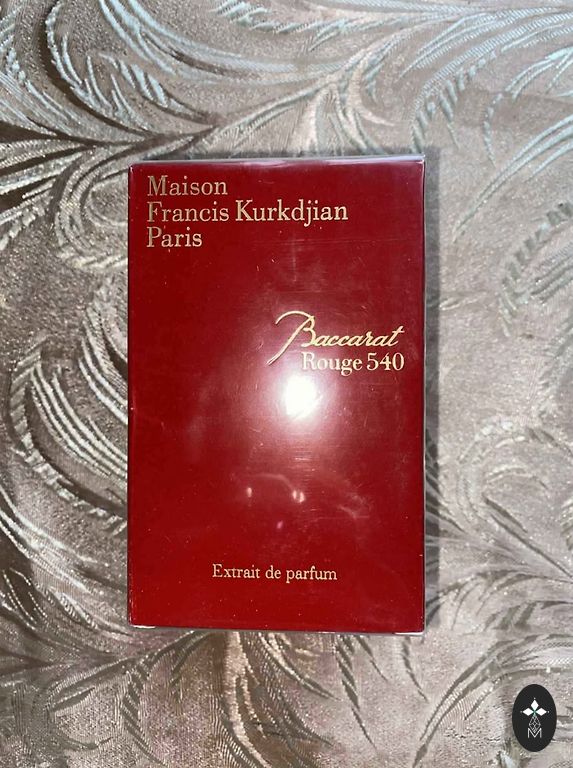 Maison
Francis Kurkdjian
Paris
Baccarat
Rouge 540
Extrait de parfum